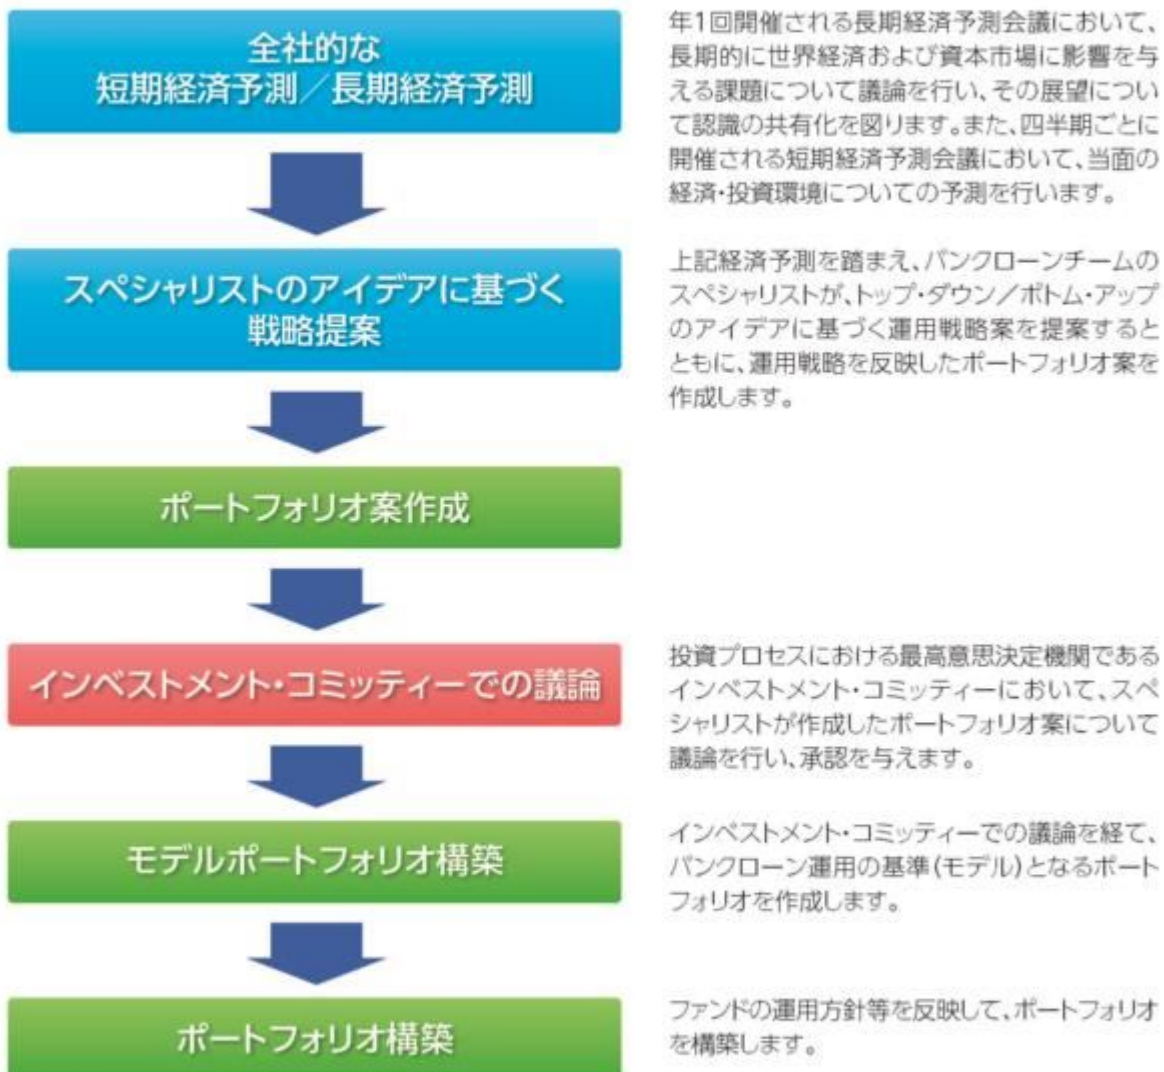 全社的な
短期経済予測／長期経済予測
年1回開催される長期経済予測会議において、
長期的に世界経済および資本市場に影響を与
える課題について議論を行い、その展望につい
て認識の共有化を図ります。また、四半期ごとに
開催される短期経済予測会議において、当面の
経済・投資環境についての予測を行います。
スペシャリストのアイデアに基づく
戦略提案
上記経済予測を踏まえ、バンクローンチームの
スペシャリストが、トップ・ダウン／ボトム・アップ
のアイデアに基づく運用戦略案を提案すると
ともに、運用戦略を反映したポートフォリオ案を
作成します。
ポートフォリオ案作成
インベストメント・コミッティーでの議論
投資プロセスにおける最高意思決定機関である
インベストメント・コミッティーにおいて、スペ
シャリストが作成したポートフォリオ案について
議論を行い、承認を与えます。
モデルポートフォリオ構築
インベストメント・コミッティーでの議論を経て、
バンクローン運用の基準(モデル)となるポート
フォリオを作成します。
ポートフォリオ構築
ファンドの運用方針等を反映して、ポートフォリオ
を構築します。